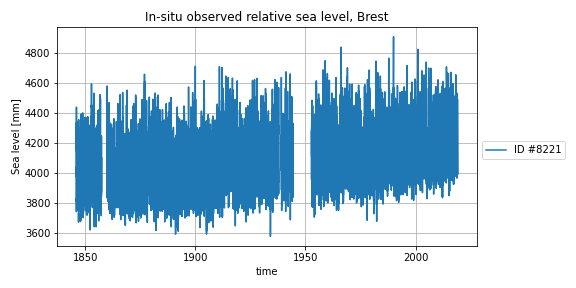 In-situ observed relative sea level, Brest
4800
4600
4400
4200
4000
3800
3600
Sea level [mm]
1850
1900
1950
2000
time
ID #8221